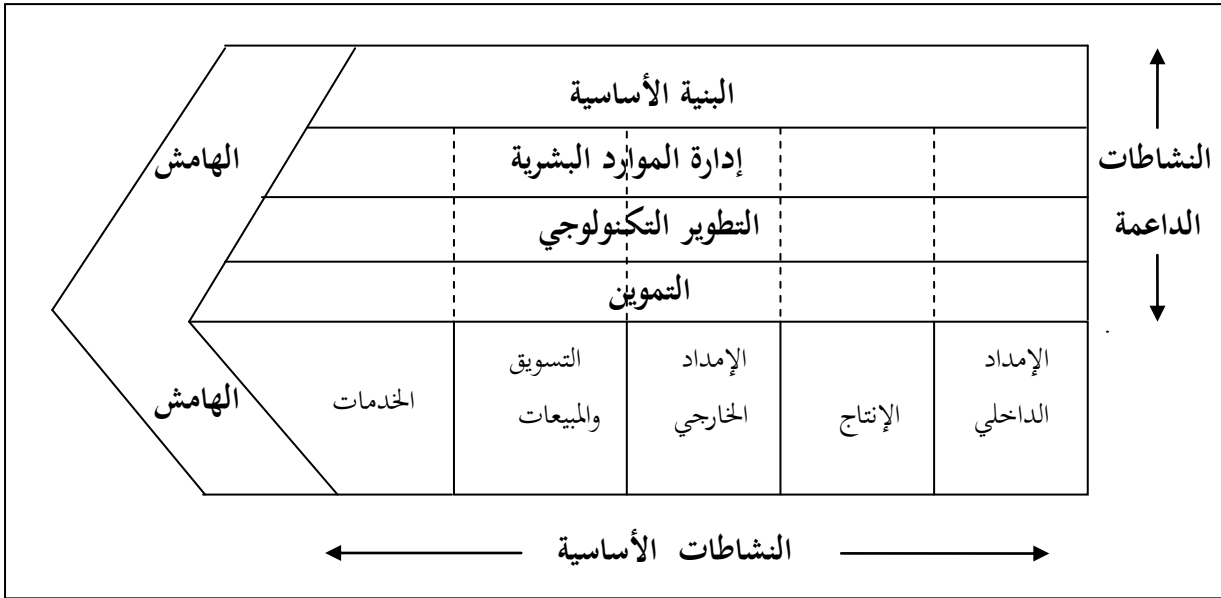 البنية الأساسية
إدارة الموارد البشرية
التطوير التكنولوجي
التموين
النشاطات
الداعمة
الهامش
الإمداد
الداخلي
الإنتاج
الإمداد
الخارجي
التسويق
والمبيعات
الخدمات
الهامش
النشاطات الأساسية